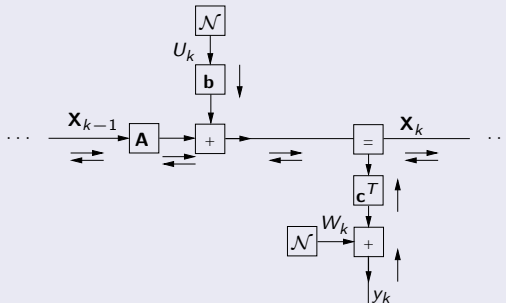 𝒩
U_k
b
X_{k−1}
X_k
··· A + = ··
c^T
W_k
𝒩 +
y_k